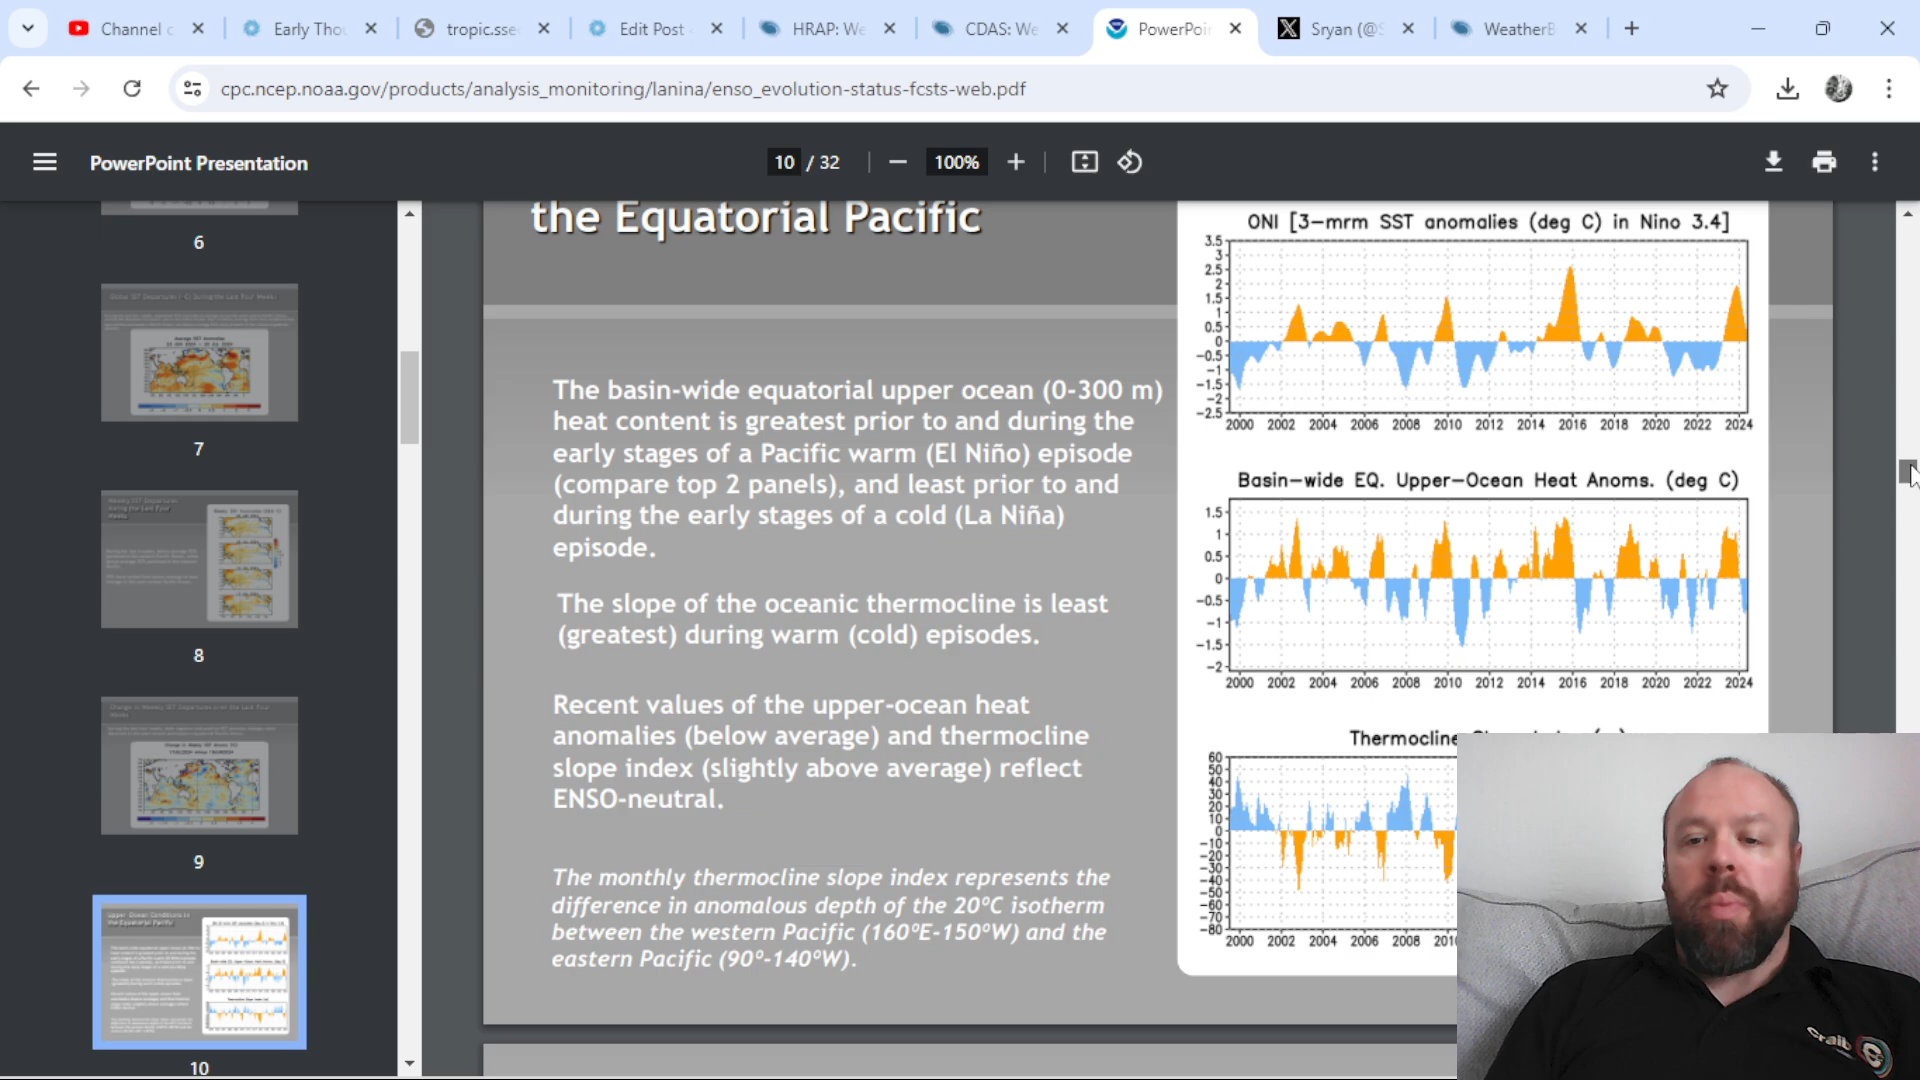 Channel c
Early Tho
tropic.sse
Edit Post
HRAP: We
CDAS: We
PowerPoi
Sryan (@S
WeatherB
cpc.ncep.noaa.gov/products/analysis_monitoring/lanina/enso_evolution-status-fcsts-web.pdf
PowerPoint Presentation
10 / 32
100%
6
7
8
9
10
the Equatorial Pacific
The basin-wide equatorial upper ocean (0-300 m)
heat content is greatest prior to and during the
early stages of a Pacific warm (El Niño) episode
(compare top 2 panels), and least prior to and
during the early stages of a cold (La Niña)
episode.
The slope of the oceanic thermocline is least
(greatest) during warm (cold) episodes.
Recent values of the upper-ocean heat
anomalies (below average) and thermocline
slope index (slightly above average) reflect
ENSO-neutral.
The monthly thermocline slope index represents the
difference in anomalous depth of the 20ºC isotherm
between the western Pacific (160ºE-150ºW) and the
eastern Pacific (90º-140ºW).
ONI [3-mrm SST anomalies (deg C) in Nino 3.4]
3.5
3
2.5
2
1.5
1
0.5
0
-0.5
-1
-1.5
-2
-2.5
2000 2002 2004 2006 2008 2010 2012 2014 2016 2018 2020 2022 2024
Basin-wide EQ. Upper-Ocean Heat Anoms. (deg C)
1.5
1
0.5
0
-0.5
-1
-1.5
-2
2000 2002 2004 2006 2008 2010 2012 2014 2016 2018 2020 2022 2024
Thermocline
60
50
40
30
20
10
0
-10
-20
-30
-40
-50
-60
-70
-80
2000 2002 2004 2006 2008 2010